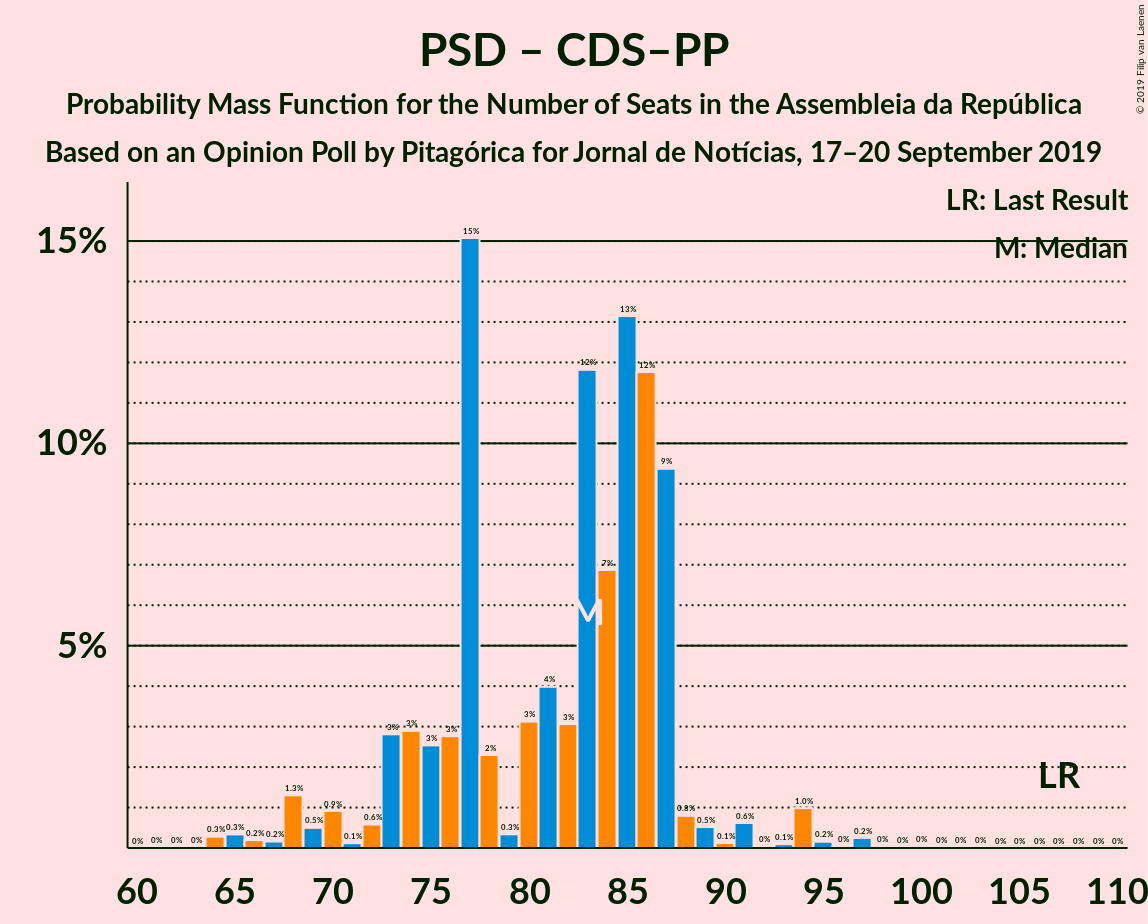 PSD – CDS–PP
Probability Mass Function for the Number of Seats in the Assembleia da República
Based on an Opinion Poll by Pitagórica for Jornal de Notícias, 17–20 September 2019
© 2019 Filip van Laenen
LR: Last Result
M: Median
15%
10%
5%
0% 0% 0% 0% 0.3% 0.3% 0.2% 0.2% 1.3% 0.5% 0.9% 0.1% 0.6% 3% 3% 3% 3% 15% 2% 0.3% 3% 4% 3% 12% 7% 13% 12% 9% 0.8% 0.5% 0.1% 0.6% 0% 0.1% 1.0% 0.2% 0% 0.2% 0% 0% 0% 0% 0% 0% 0% 0% 0% 0% 0% 0% 0%
M
LR
60 65 70 75 80 85 90 95 100 105 110